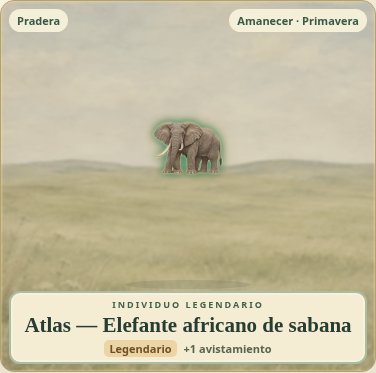 Pradera
Amanecer · Primavera
INDIVIDUO LEGENDARIO
Atlas — Elefante africano de sabana
Legendario +1 avistamiento